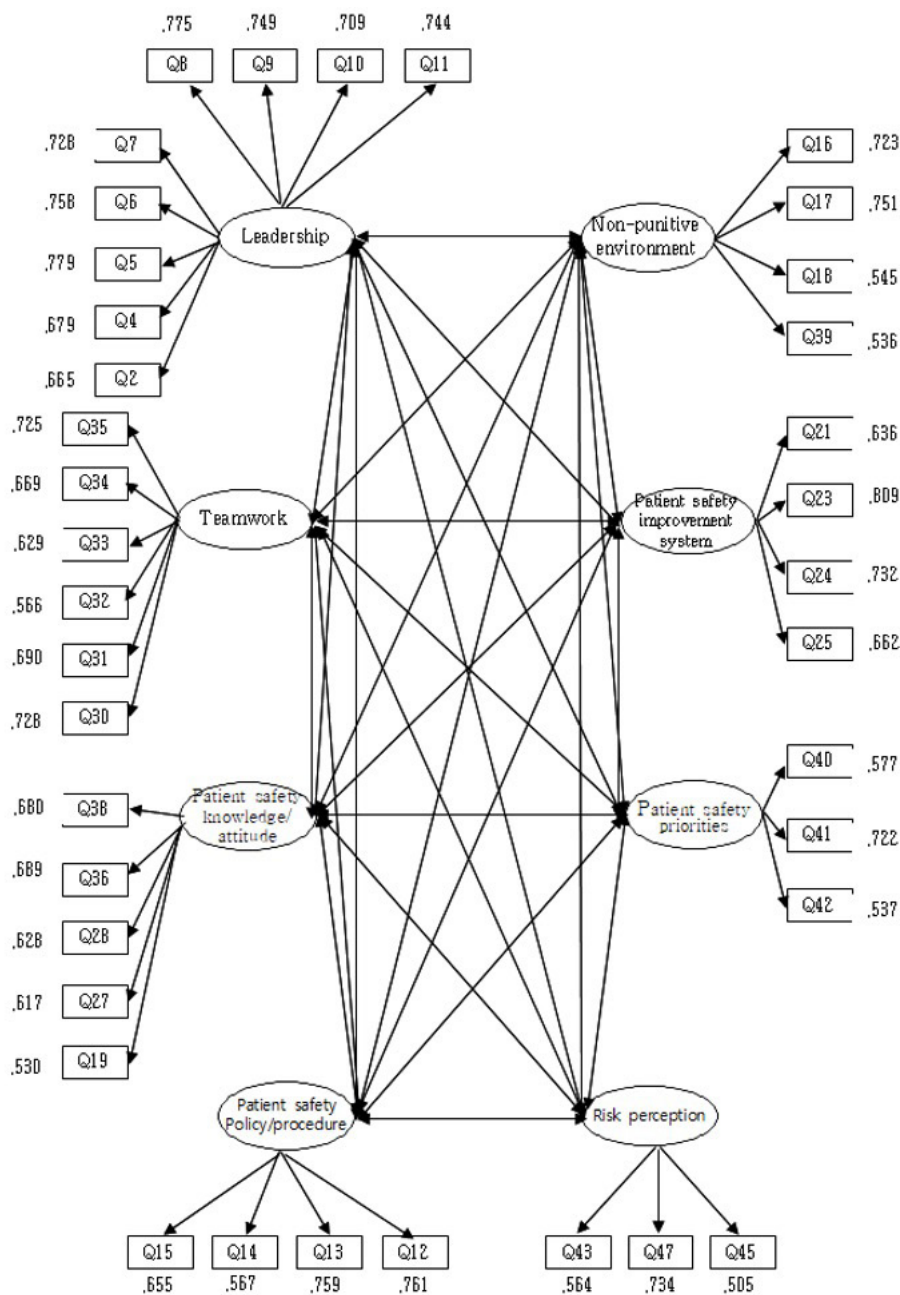 .775 .749 .709 .744
Q8 Q9 Q10 Q11
.728 Q7
.758 Q6
.779 Q5
.679 Q4
.665 Q2
Leadership
Q16 .723
Q17 .751
Q18 .545
Q39 .536
Non-punitive
environment
.725 Q35
.669 Q34
.629 Q33
.566 Q32
.690 Q31
.728 Q30
Teamwork
Q21 .636
Q23 .809
Q24 .732
Q25 .662
Patient safety
improvement
system
.680 Q38
.689 Q36
.628 Q28
.617 Q27
.530 Q19
Patient safety
knowledge/
attitude
Q40 .577
Q41 .722
Q42 .537
Patient safety
priorities
Patient safety
Policy/procedure
Risk perception
Q15 Q14 Q13 Q12
.655 .567 .759 .761
Q43 Q47 Q45
.564 .734 .505